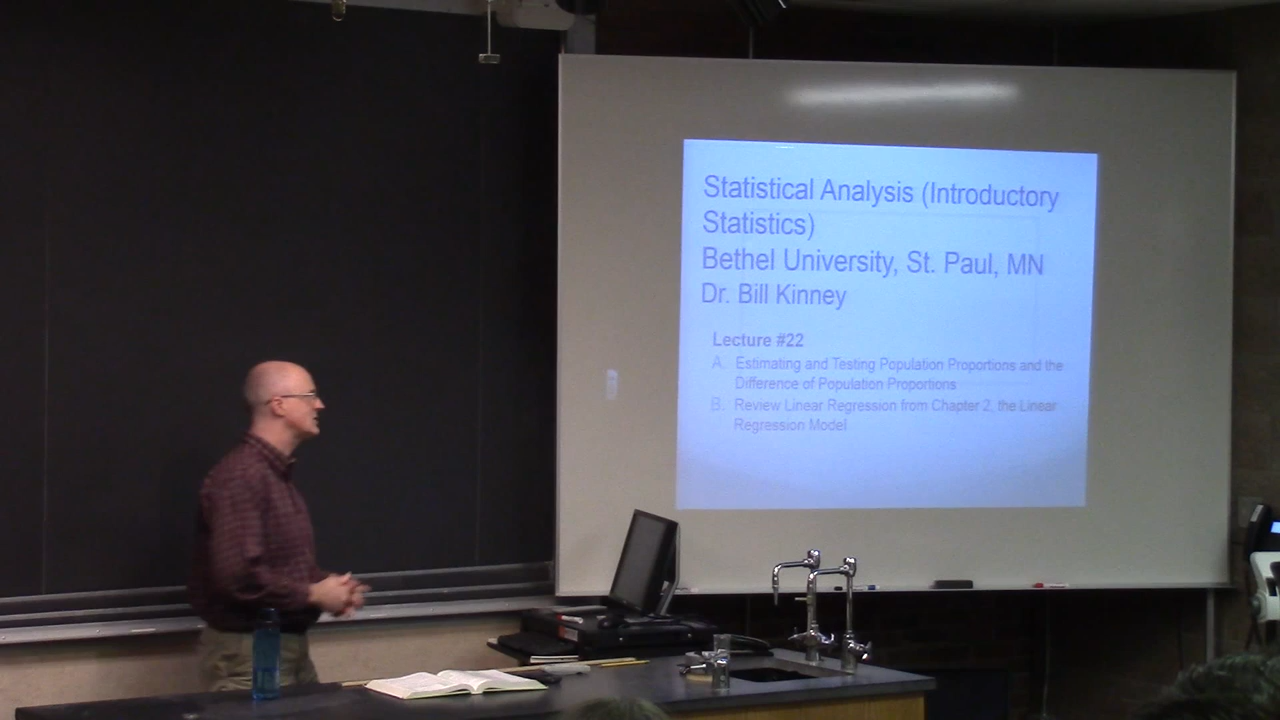 Statistical Analysis (Introductory
Statistics)
Bethel University, St. Paul, MN
Dr. Bill Kinney
Lecture #22
A. Estimating and Testing Population Proportions and the
Difference of Population Proportions
B. Review Linear Regression from Chapter 2, the Linear
Regression Model